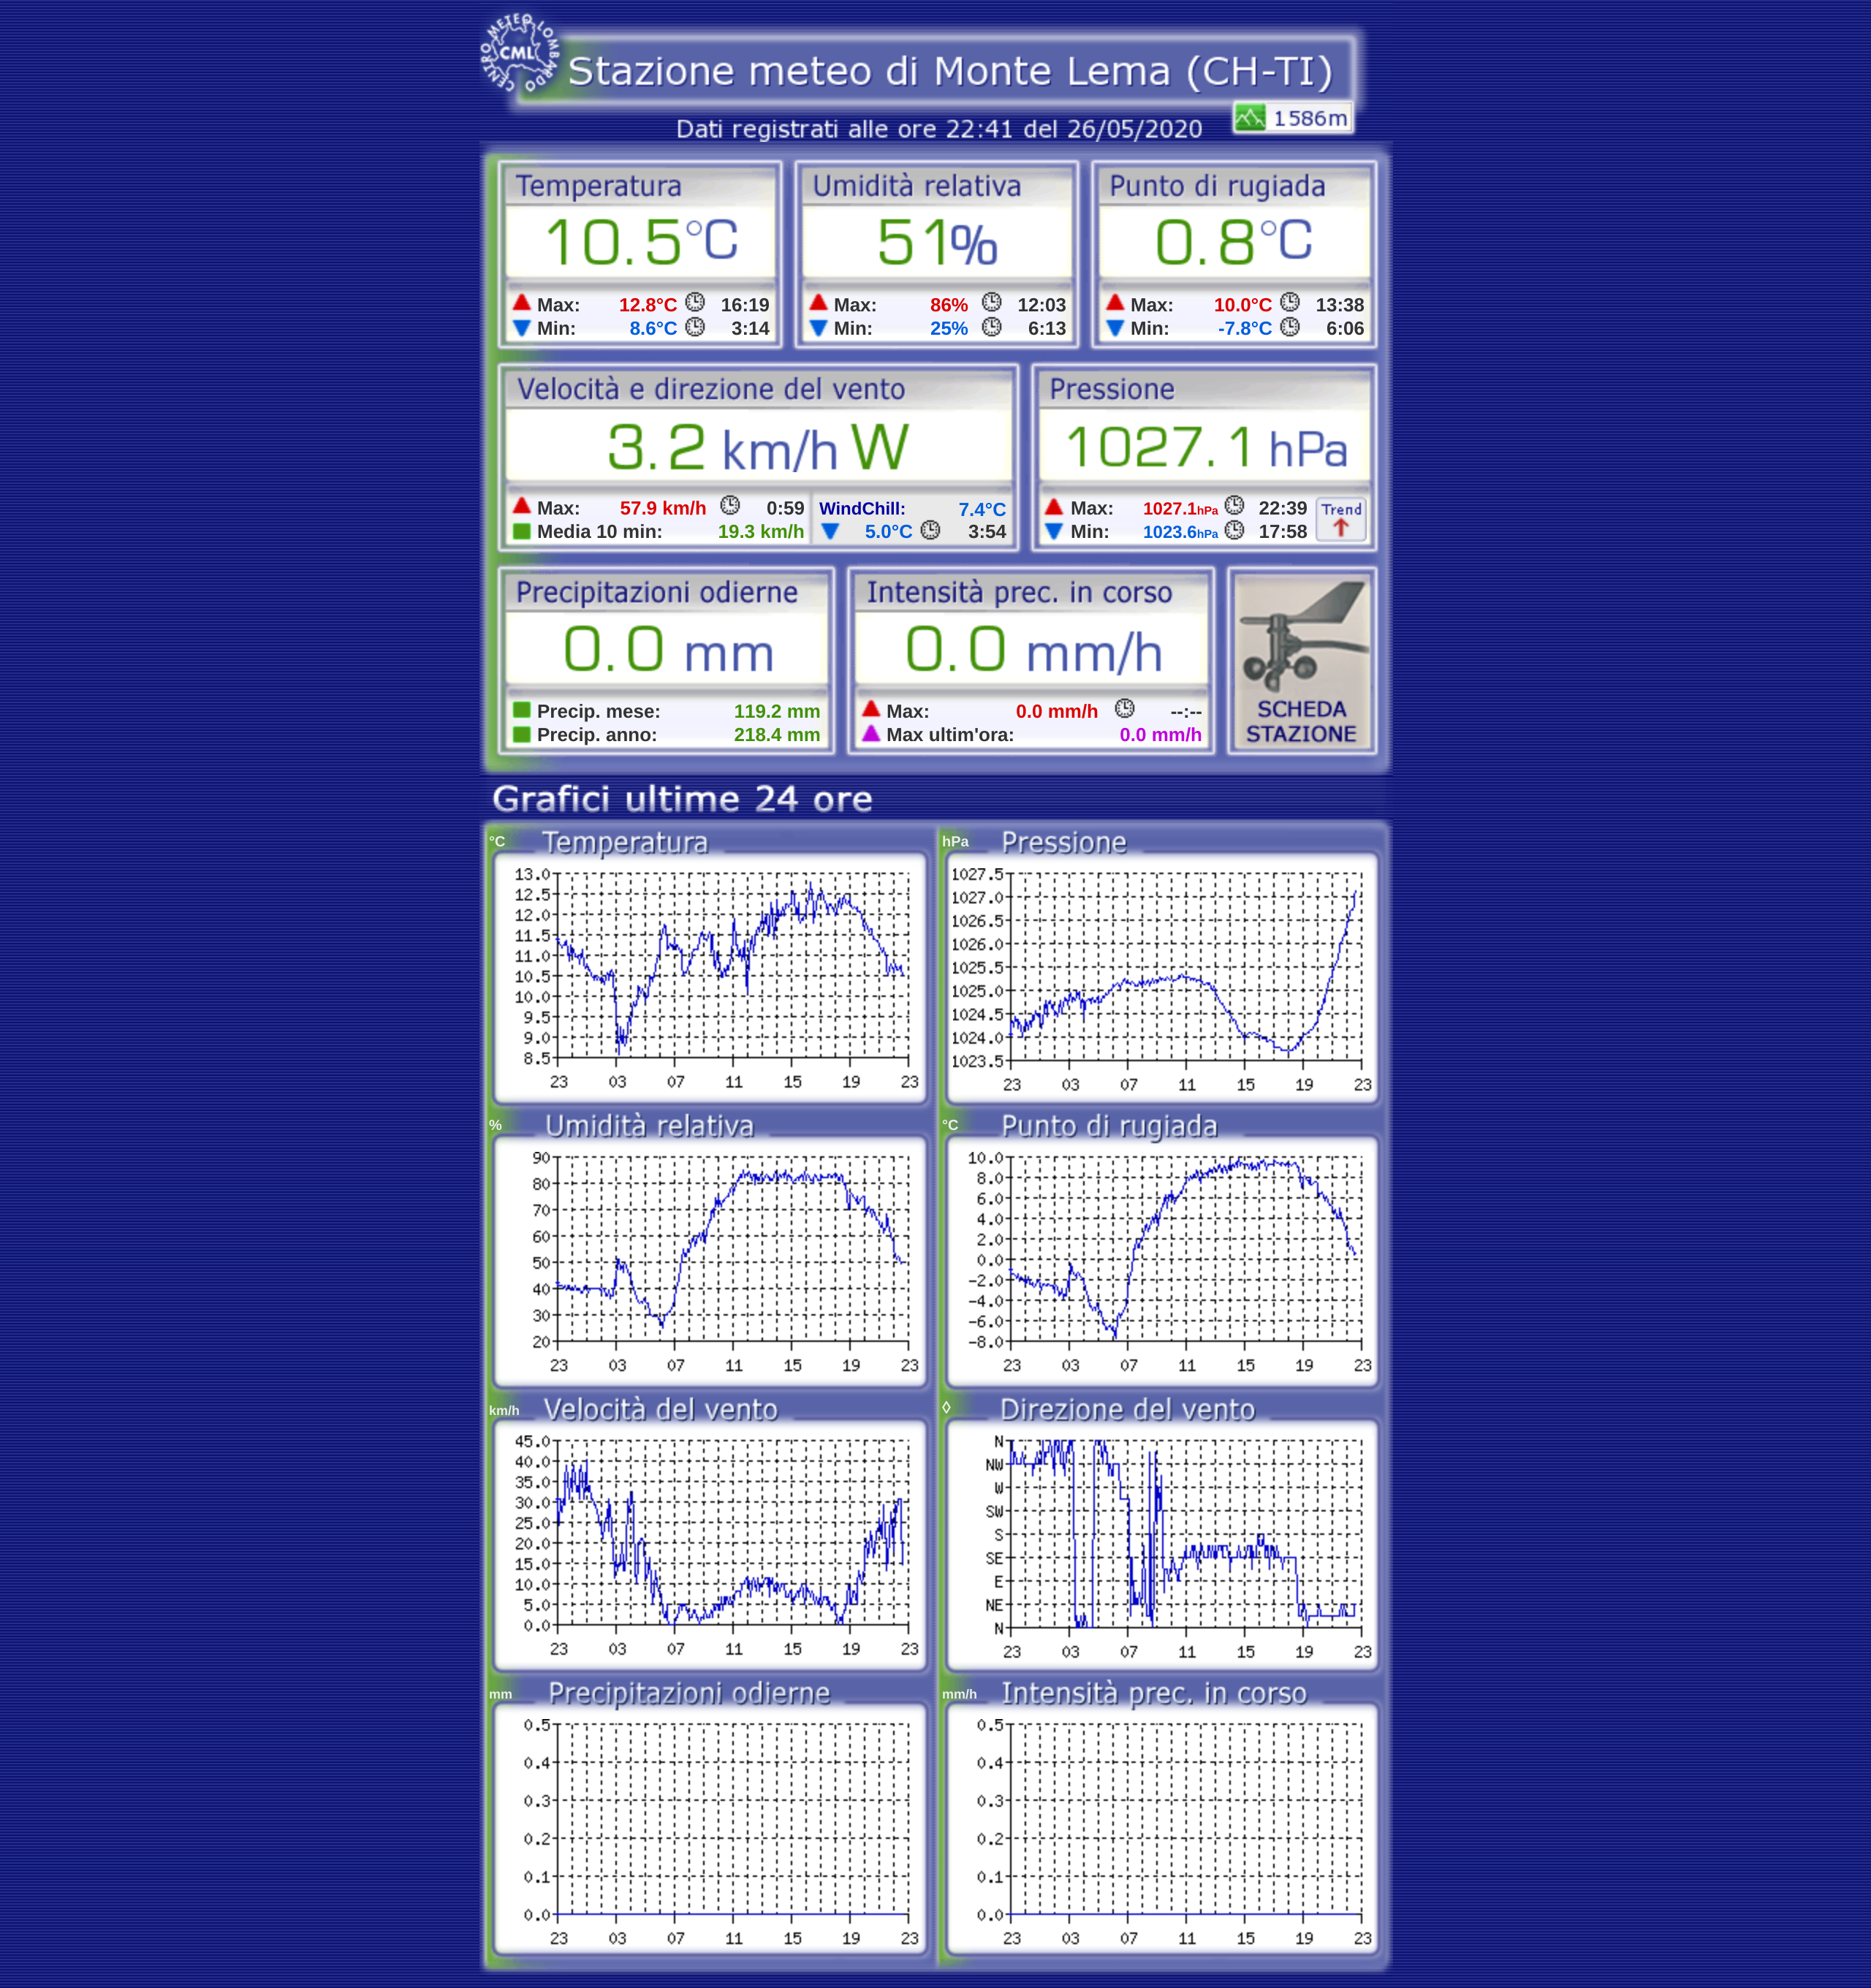 CENTRO METEO LOMBARDO
CML
Stazione meteo di Monte Lema (CH-TI)
1586m
Dati registrati alle ore 22:41 del 26/05/2020
Temperatura
10.5°C
Max: 12.8°C 16:19
Min: 8.6°C 3:14
Umidità relativa
51%
Max: 86% 12:03
Min: 25% 6:13
Punto di rugiada
0.8°C
Max: 10.0°C 13:38
Min: -7.8°C 6:06
Velocità e direzione del vento
3.2 km/h W
Max: 57.9 km/h 0:59
Media 10 min: 19.3 km/h
WindChill: 7.4°C
5.0°C 3:54
Pressione
1027.1 hPa
Max: 1027.1hPa 22:39
Min: 1023.6hPa 17:58
Trend
Precipitazioni odierne
0.0 mm
Precip. mese: 119.2 mm
Precip. anno: 218.4 mm
Intensità prec. in corso
0.0 mm/h
Max: 0.0 mm/h --:--
Max ultim'ora: 0.0 mm/h
SCHEDA
STAZIONE
Grafici ultime 24 ore
°C Temperatura
13.0
12.5
12.0
11.5
11.0
10.5
10.0
9.5
9.0
8.5
23 03 07 11 15 19 23
hPa Pressione
1027.5
1027.0
1026.5
1026.0
1025.5
1025.0
1024.5
1024.0
1023.5
23 03 07 11 15 19 23
% Umidità relativa
90
80
70
60
50
40
30
20
23 03 07 11 15 19 23
°C Punto di rugiada
10.0
8.0
6.0
4.0
2.0
0.0
-2.0
-4.0
-6.0
-8.0
23 03 07 11 15 19 23
km/h Velocità del vento
45.0
40.0
35.0
30.0
25.0
20.0
15.0
10.0
5.0
0.0
23 03 07 11 15 19 23
◊ Direzione del vento
N
NW
W
SW
S
SE
E
NE
N
23 03 07 11 15 19 23
mm Precipitazioni odierne
0.5
0.4
0.3
0.2
0.1
0.0
23 03 07 11 15 19 23
mm/h Intensità prec. in corso
0.5
0.4
0.3
0.2
0.1
0.0
23 03 07 11 15 19 23